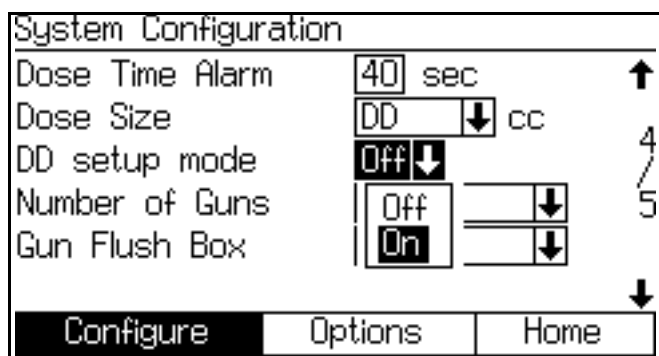 System Configuration
Dose Time Alarm 40 sec
Dose Size DD cc
DD setup mode Off
4/5
Number of Guns Off
Gun Flush Box On
Configure Options Home